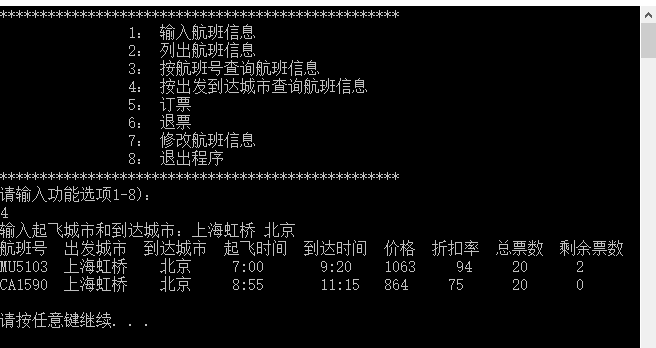 **************************************************
1: 输入航班信息
2: 列出航班信息
3: 按航班号查询航班信息
4: 按出发到达城市查询航班信息
5: 订票
6: 退票
7: 修改航班信息
8: 退出程序
**************************************************
请输入功能选项1-8):
4
输入起飞城市和到达城市: 上海虹桥 北京
航班号 出发城市 到达城市 起飞时间 到达时间 价格 折扣率 总票数 剩余票数
MU5103 上海虹桥 北京 7:00 9:20 1063 94 20 2
CA1590 上海虹桥 北京 8:55 11:15 864 75 20 0
请按任意键继续. . .